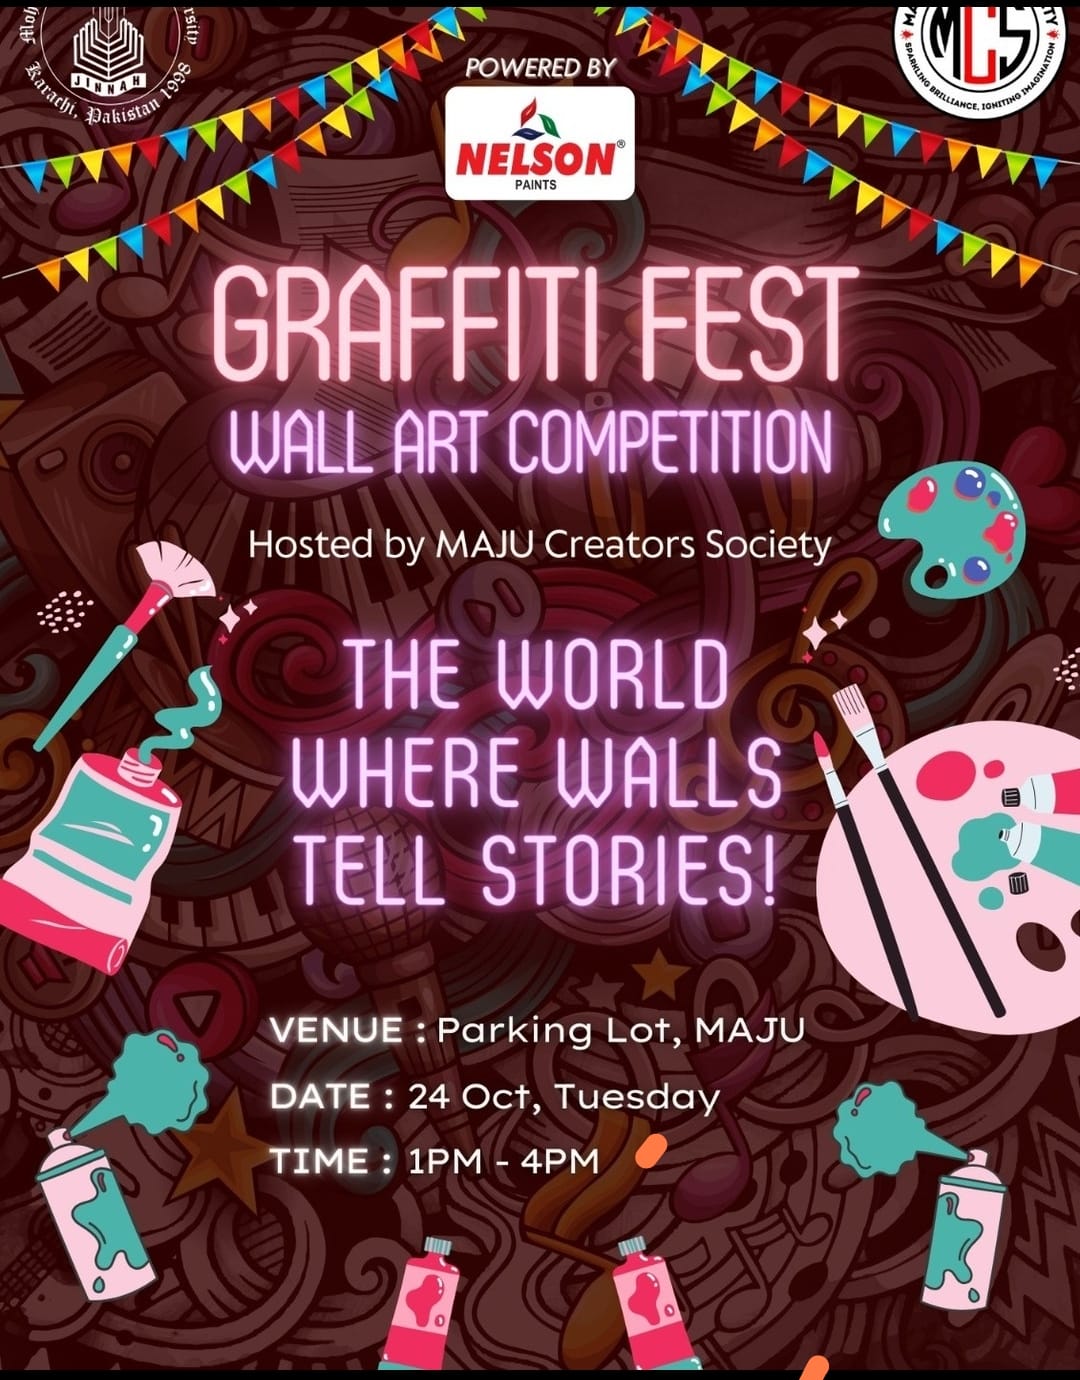 Karachi, Pakistan 1998
JINNAH
POWERED BY
NELSON®
PAINTS
MCS
SPARKLING BRILLIANCE, IGNITING IMAGINATION
GRAFFITI FEST
WALL ART COMPETITION
Hosted by MAJU Creators Society
THE WORLD
WHERE WALLS
TELL STORIES!
VENUE : Parking Lot, MAJU
DATE : 24 Oct, Tuesday
TIME : 1PM - 4PM